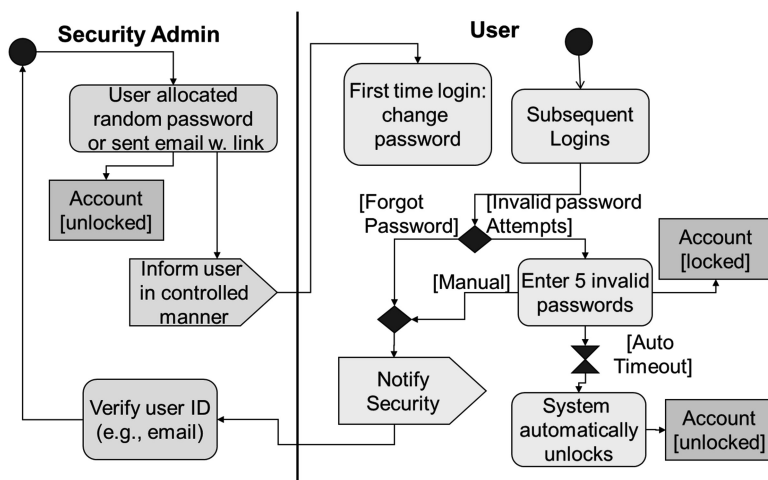 Security Admin
User
User allocated
random password
or sent email w. link
Account
[unlocked]
Inform user
in controlled
manner
Verify user ID
(e.g., email)
First time login:
change
password
Subsequent
Logins
[Forgot
Password]
[Invalid password
Attempts]
Account
[locked]
[Manual]
Enter 5 invalid
passwords
[Auto
Timeout]
Notify
Security
System
automatically
unlocks
Account
[unlocked]